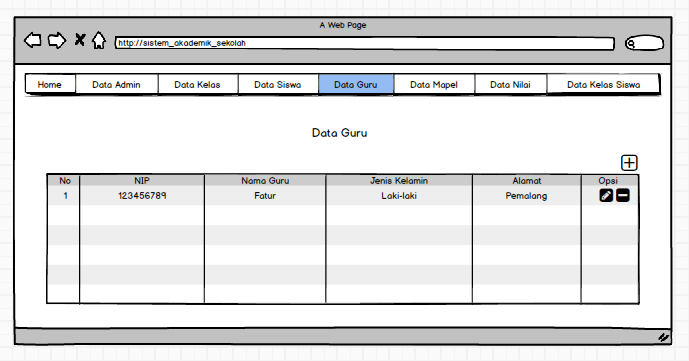 A Web Page
http://sistem_akademik_sekolah
Home Data Admin Data Kelas Data Siswa Data Guru Data Mapel Data Nilai Data Kelas Siswa
Data Guru
No NIP Nama Guru Jenis Kelamin Alamat Opsi
1 123456789 Fatur Laki-laki Pemalang